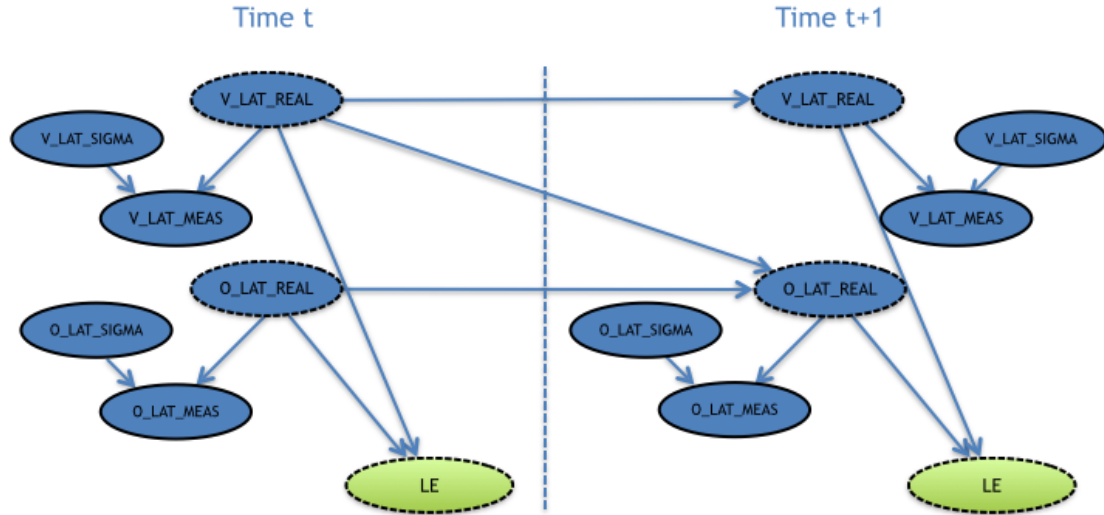 Time t
Time t+1
V_LAT_REAL
V_LAT_REAL
V_LAT_SIGMA
V_LAT_SIGMA
V_LAT_MEAS
V_LAT_MEAS
O_LAT_REAL
O_LAT_REAL
O_LAT_SIGMA
O_LAT_SIGMA
O_LAT_MEAS
O_LAT_MEAS
LE
LE